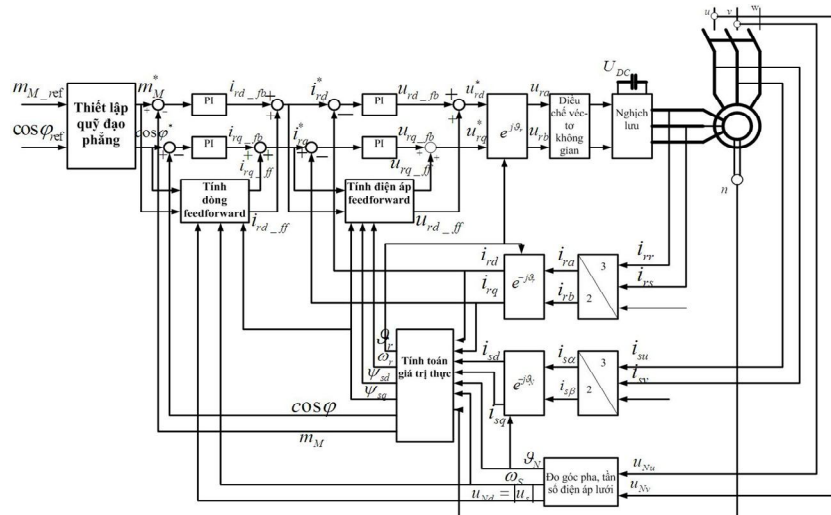 u v w
U_DC
m_M_ref
Thiết lập
quỹ đạo
phẳng
m*_M
PI
i_rd_fb
i*_rd
PI
u_rd_fb
u*_rd
e^jϑ_r
u_ra
Điều
chế véc-
tơ
không
gian
Nghịch
lưu
cosφ_ref
cosφ*
PI
i_rq_fb
i*_rq
PI
u_rq_fb
u*_rq
u_rb
i_rq_ff
u_rq_ff
Tính
dòng
feedforward
i_rd_ff
Tính điện áp
feedforward
u_rd_ff
n
i_rd
e^-jϑ_r
i_ra
3
2
i_rr
i_rq
i_rb
i_rs
ϑ_r
ω_r
ψ_sd
ψ_sq
Tính toán
giá trị thực
i_sd
e^-jϑ_N
i_sα
3
2
i_su
i_sq
i_sβ
i_sv
cosφ
m_M
ϑ_N
ω_S
u_Nd = |u_s|
Đo góc pha, tần
số điện áp lưới
u_Nu
u_Nv